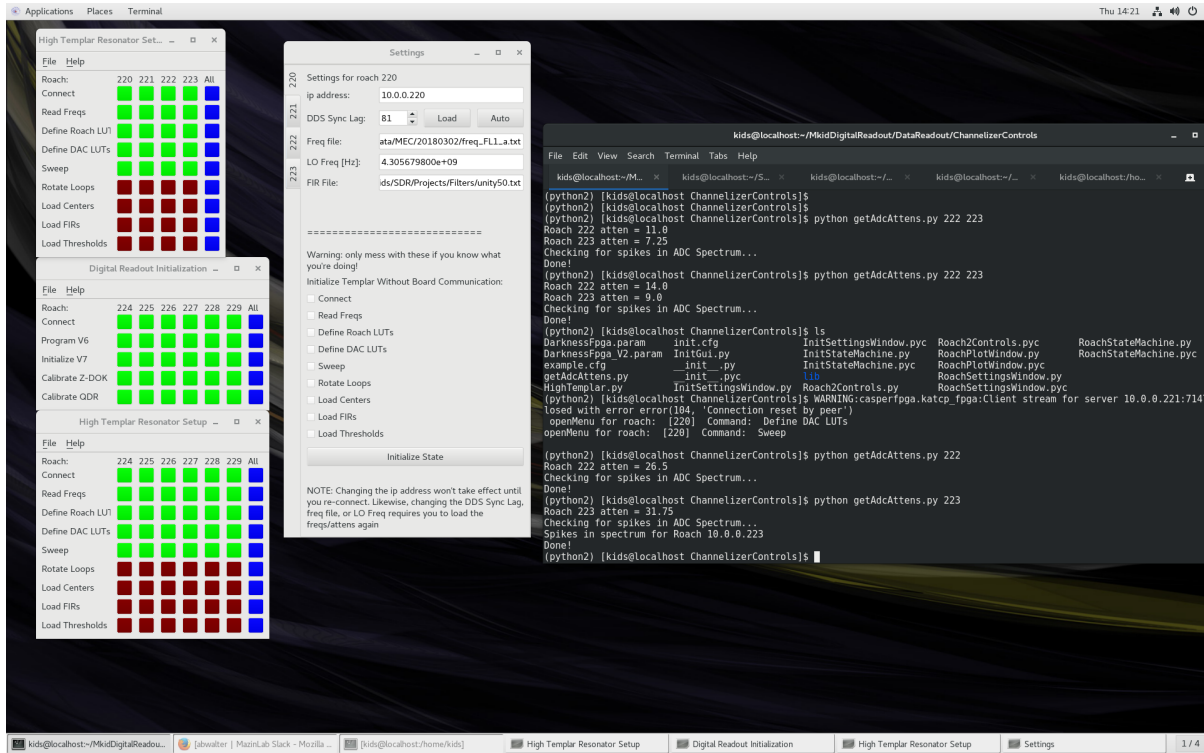 Applications Places Terminal
Thu 14:21
High Templar Resonator Set...
File Help
Roach: 220 221 222 223 All
Connect
Read Freqs
Define Roach LUT
Define DAC LUTs
Sweep
Rotate Loops
Load Centers
Load FIRs
Load Thresholds
Digital Readout Initialization
File Help
Roach: 224 225 226 227 228 229 All
Connect
Program V6
Initialize V7
Calibrate Z-DOK
Calibrate QDR
High Templar Resonator Setup
File Help
Roach: 224 225 226 227 228 229 All
Connect
Read Freqs
Define Roach LUT
Define DAC LUTs
Sweep
Rotate Loops
Load Centers
Load FIRs
Load Thresholds
Settings
220
221
222
223
Settings for roach 220
ip address: 10.0.0.220
DDS Sync Lag: 81 Load Auto
Freq file: ata/MEC/20180302/freq_FL1_a.txt
LO Freq [Hz]: 4.305679800e+09
FIR File: ids/SDR/Projects/Filters/unity50.txt
============================
Warning: only mess with these if you know what
you're doing!
Initialize Templar Without Board Communication:
Connect
Read Freqs
Define Roach LUTs
Define DAC LUTs
Sweep
Rotate Loops
Load Centers
Load FIRs
Load Thresholds
Initialize State
NOTE: Changing the ip address won't take effect until
you re-connect. Likewise, changing the DDS Sync Lag,
freq file, or LO Freq requires you to load the
freqs/attens again
kids@localhost:~/MkidDigitalReadout/DataReadout/ChannelizerControls
File Edit View Search Terminal Tabs Help
kids@localhost:~/M... kids@localhost:~/S... kids@localhost:~/... kids@localhost:~/... kids@localhost:/ho...
(python2) [kids@localhost ChannelizerControls]$
(python2) [kids@localhost ChannelizerControls]$
(python2) [kids@localhost ChannelizerControls]$ python getAdcAttens.py 222 223
Roach 222 atten = 11.0
Roach 223 atten = 7.25
Checking for spikes in ADC Spectrum...
Done!
(python2) [kids@localhost ChannelizerControls]$ python getAdcAttens.py 222 223
Roach 222 atten = 14.0
Roach 223 atten = 9.0
Checking for spikes in ADC Spectrum...
Done!
(python2) [kids@localhost ChannelizerControls]$ ls
DarknessFpga.param init.cfg InitSettingsWindow.pyc Roach2Controls.pyc RoachStateMachine.py
DarknessFpga_V2.param InitGui.py InitStateMachine.py RoachPlotWindow.py RoachStateMachine.pyc
example.cfg __init__.py InitStateMachine.pyc RoachPlotWindow.pyc
getAdcAttens.py __init__.pyc lib RoachSettingsWindow.py
HighTemplar.py InitSettingsWindow.py Roach2Controls.py RoachSettingsWindow.pyc
(python2) [kids@localhost ChannelizerControls]$ WARNING:casperfpga.katcp_fpga:Client stream for server 10.0.0.221:7147
losed with error error(104, 'Connection reset by peer')
openMenu for roach: [220] Command: Define DAC LUTs
openMenu for roach: [220] Command: Sweep
(python2) [kids@localhost ChannelizerControls]$ python getAdcAttens.py 222
Roach 222 atten = 26.5
Checking for spikes in ADC Spectrum...
Done!
(python2) [kids@localhost ChannelizerControls]$ python getAdcAttens.py 223
Roach 223 atten = 31.75
Checking for spikes in ADC Spectrum...
Spikes in spectrum for Roach 10.0.0.223
Done!
(python2) [kids@localhost ChannelizerControls]$
kids@localhost:~/MkidDigitalReadou... [abwalter | MazinLab Slack - Mozilla ... [kids@localhost:/home/kids] High Templar Resonator Setup Digital Readout Initialization High Templar Resonator Setup Settings 1 / 4